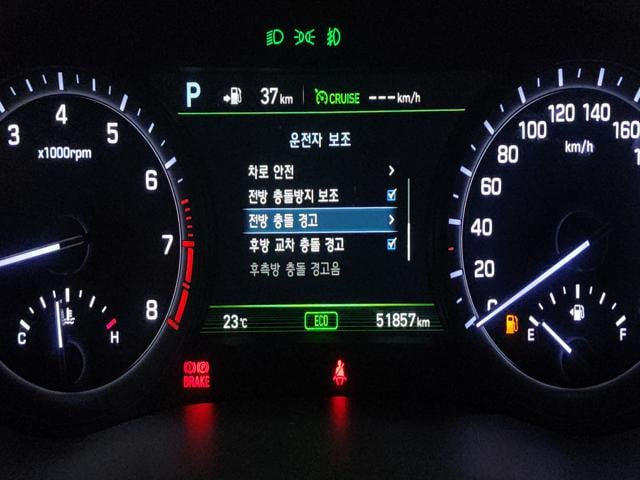 P 37 km CRUISE ---km/h
운전자 보조
차로 안전
전방 충돌방지 보조
전방 충돌 경고
후방 교차 충돌 경고
후측방 충돌 경고음
23℃ ECO 51857km
3 4 5 6 7 8
x1000rpm
C H
0 20 40 60 80 100 120 140 160
km/h
E F
BRAKE